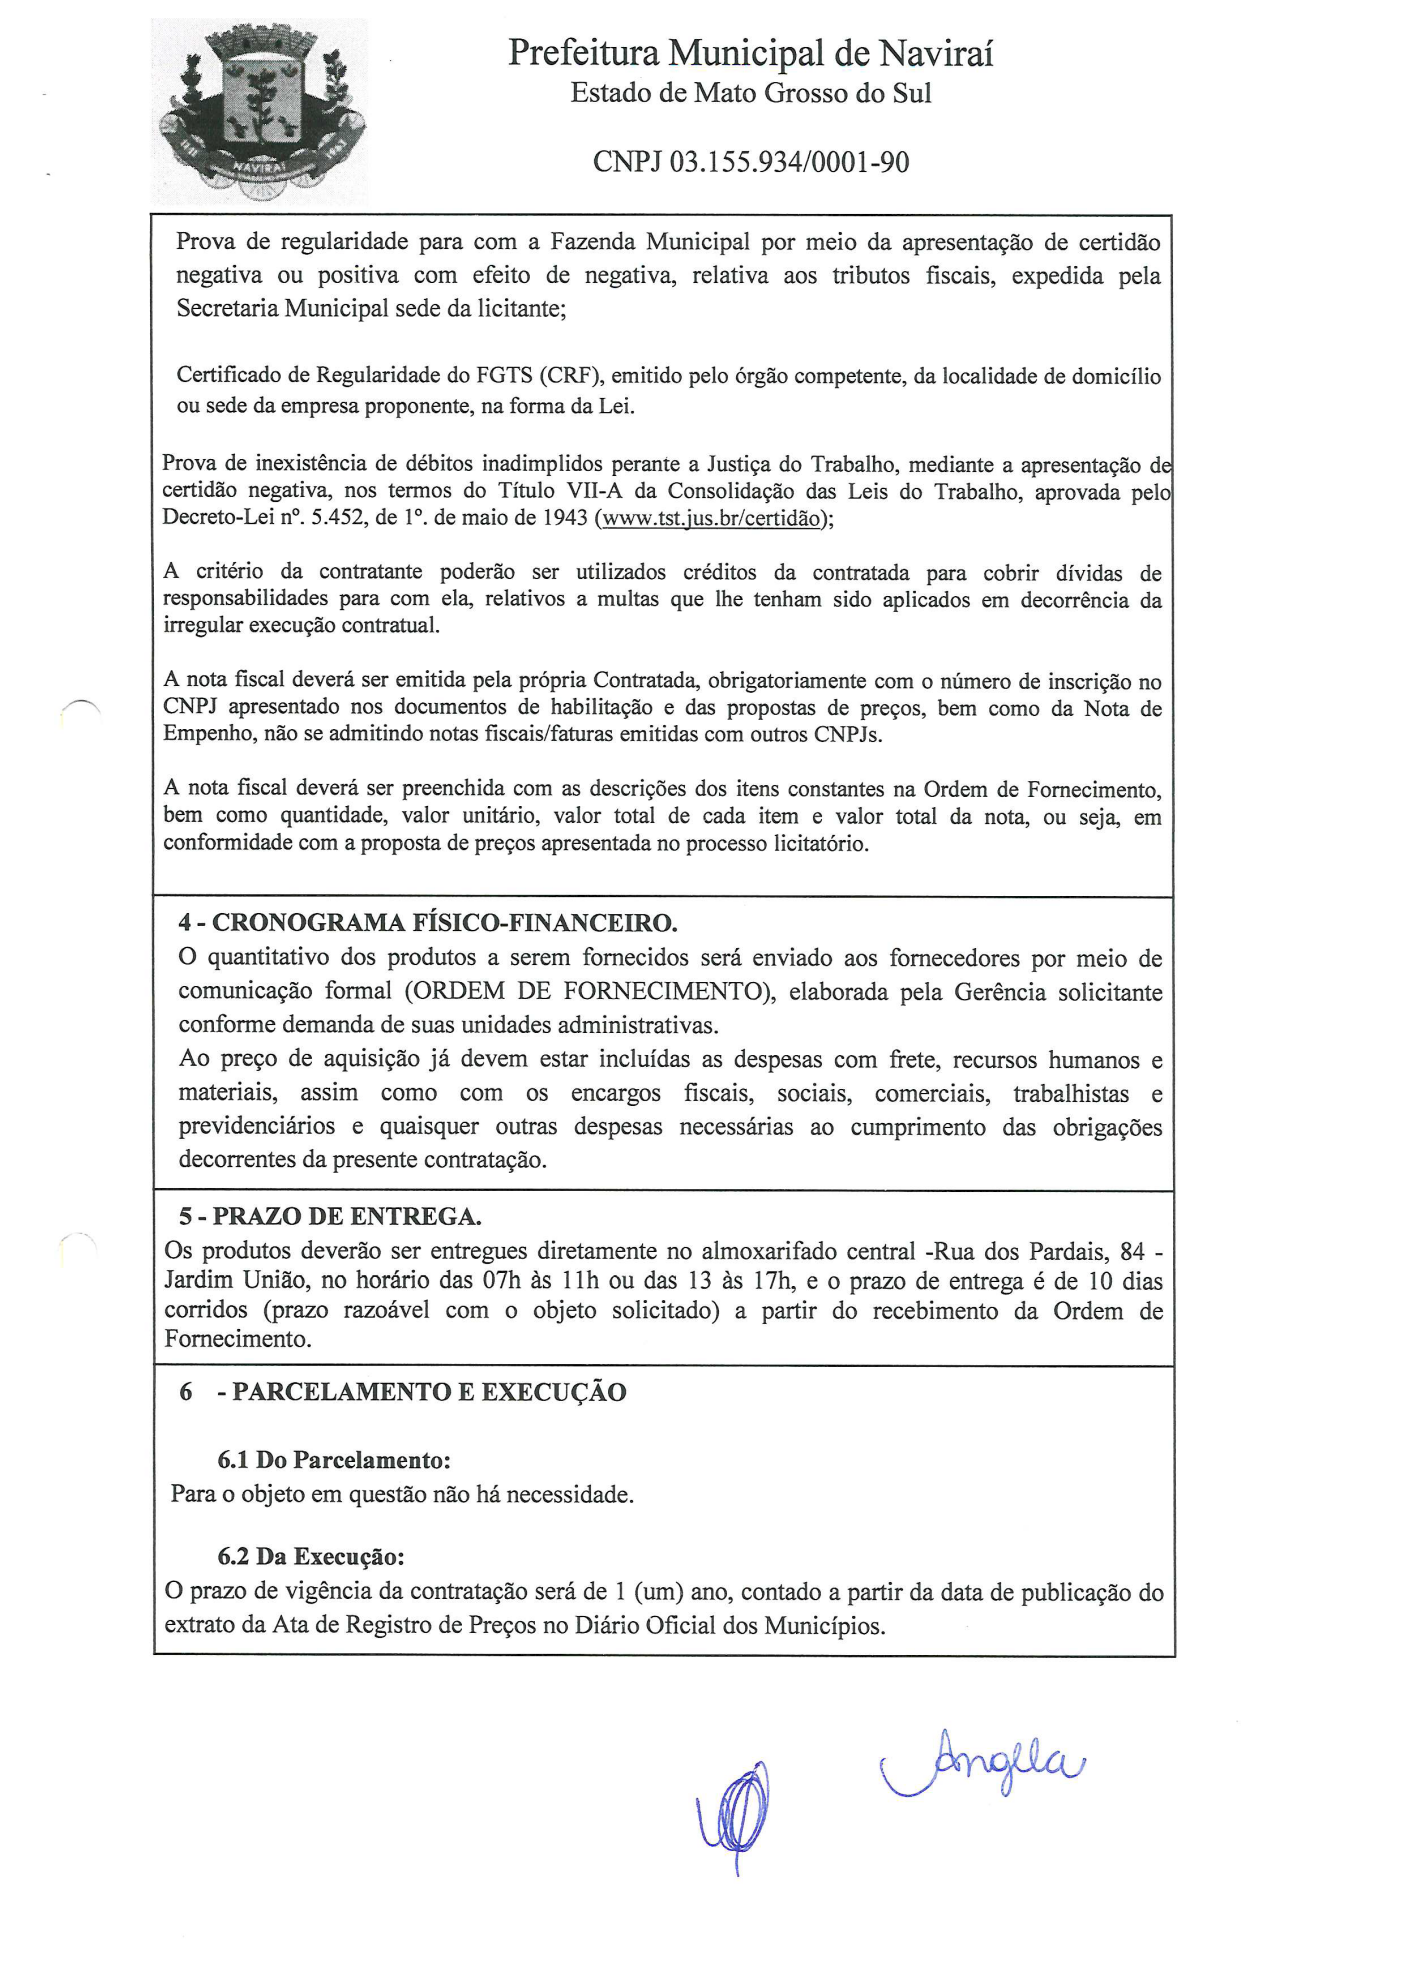 Prefeitura Municipal de Naviraí
Estado de Mato Grosso do Sul
CNPJ 03.155.934/0001-90
NAVIRAÍ
1963
Prova de regularidade para com a Fazenda Municipal por meio da apresentação de certidão
negativa ou positiva com efeito de negativa, relativa aos tributos fiscais, expedida pela
Secretaria Municipal sede da licitante;
Certificado de Regularidade do FGTS (CRF), emitido pelo órgão competente, da localidade de domicílio
ou sede da empresa proponente, na forma da Lei.
Prova de inexistência de débitos inadimplidos perante a Justiça do Trabalho, mediante a apresentação de
certidão negativa, nos termos do Título VII-A da Consolidação das Leis do Trabalho, aprovada pelo
Decreto-Lei nº. 5.452, de 1º. de maio de 1943 (www.tst.jus.br/certidão);
A critério da contratante poderão ser utilizados créditos da contratada para cobrir dívidas de
responsabilidades para com ela, relativos a multas que lhe tenham sido aplicados em decorrência da
irregular execução contratual.
A nota fiscal deverá ser emitida pela própria Contratada, obrigatoriamente com o número de inscrição no
CNPJ apresentado nos documentos de habilitação e das propostas de preços, bem como da Nota de
Empenho, não se admitindo notas fiscais/faturas emitidas com outros CNPJs.
A nota fiscal deverá ser preenchida com as descrições dos itens constantes na Ordem de Fornecimento,
bem como quantidade, valor unitário, valor total de cada item e valor total da nota, ou seja, em
conformidade com a proposta de preços apresentada no processo licitatório.
4 - CRONOGRAMA FÍSICO-FINANCEIRO.
O quantitativo dos produtos a serem fornecidos será enviado aos fornecedores por meio de
comunicação formal (ORDEM DE FORNECIMENTO), elaborada pela Gerência solicitante
conforme demanda de suas unidades administrativas.
Ao preço de aquisição já devem estar incluídas as despesas com frete, recursos humanos e
materiais, assim como com os encargos fiscais, sociais, comerciais, trabalhistas e
previdenciários e quaisquer outras despesas necessárias ao cumprimento das obrigações
decorrentes da presente contratação.
5 - PRAZO DE ENTREGA.
Os produtos deverão ser entregues diretamente no almoxarifado central -Rua dos Pardais, 84 -
Jardim União, no horário das 07h às 11h ou das 13 às 17h, e o prazo de entrega é de 10 dias
corridos (prazo razoável com o objeto solicitado) a partir do recebimento da Ordem de
Fornecimento.
6 - PARCELAMENTO E EXECUÇÃO
6.1 Do Parcelamento:
Para o objeto em questão não há necessidade.
6.2 Da Execução:
O prazo de vigência da contratação será de 1 (um) ano, contado a partir da data de publicação do
extrato da Ata de Registro de Preços no Diário Oficial dos Municípios.
Angela